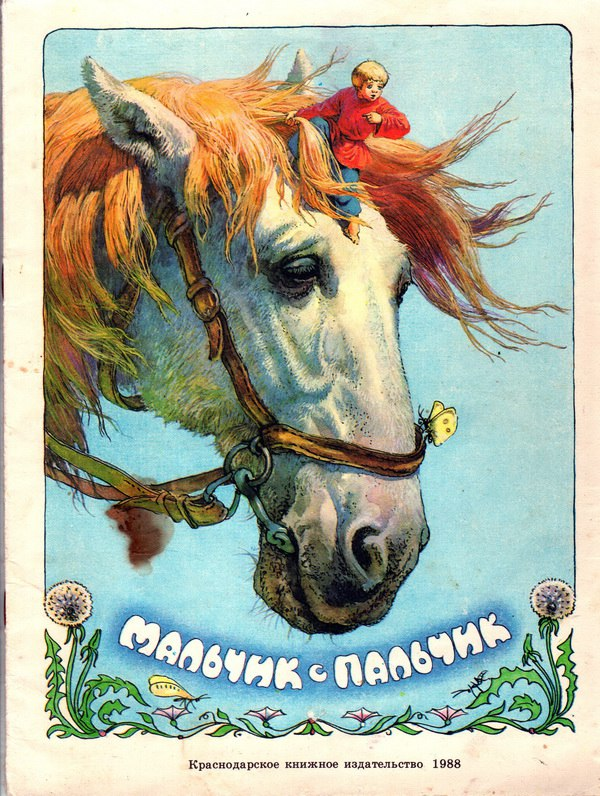 МАЛЬЧИК с ПАЛЬЧИК
Краснодарское книжное издательство 1988